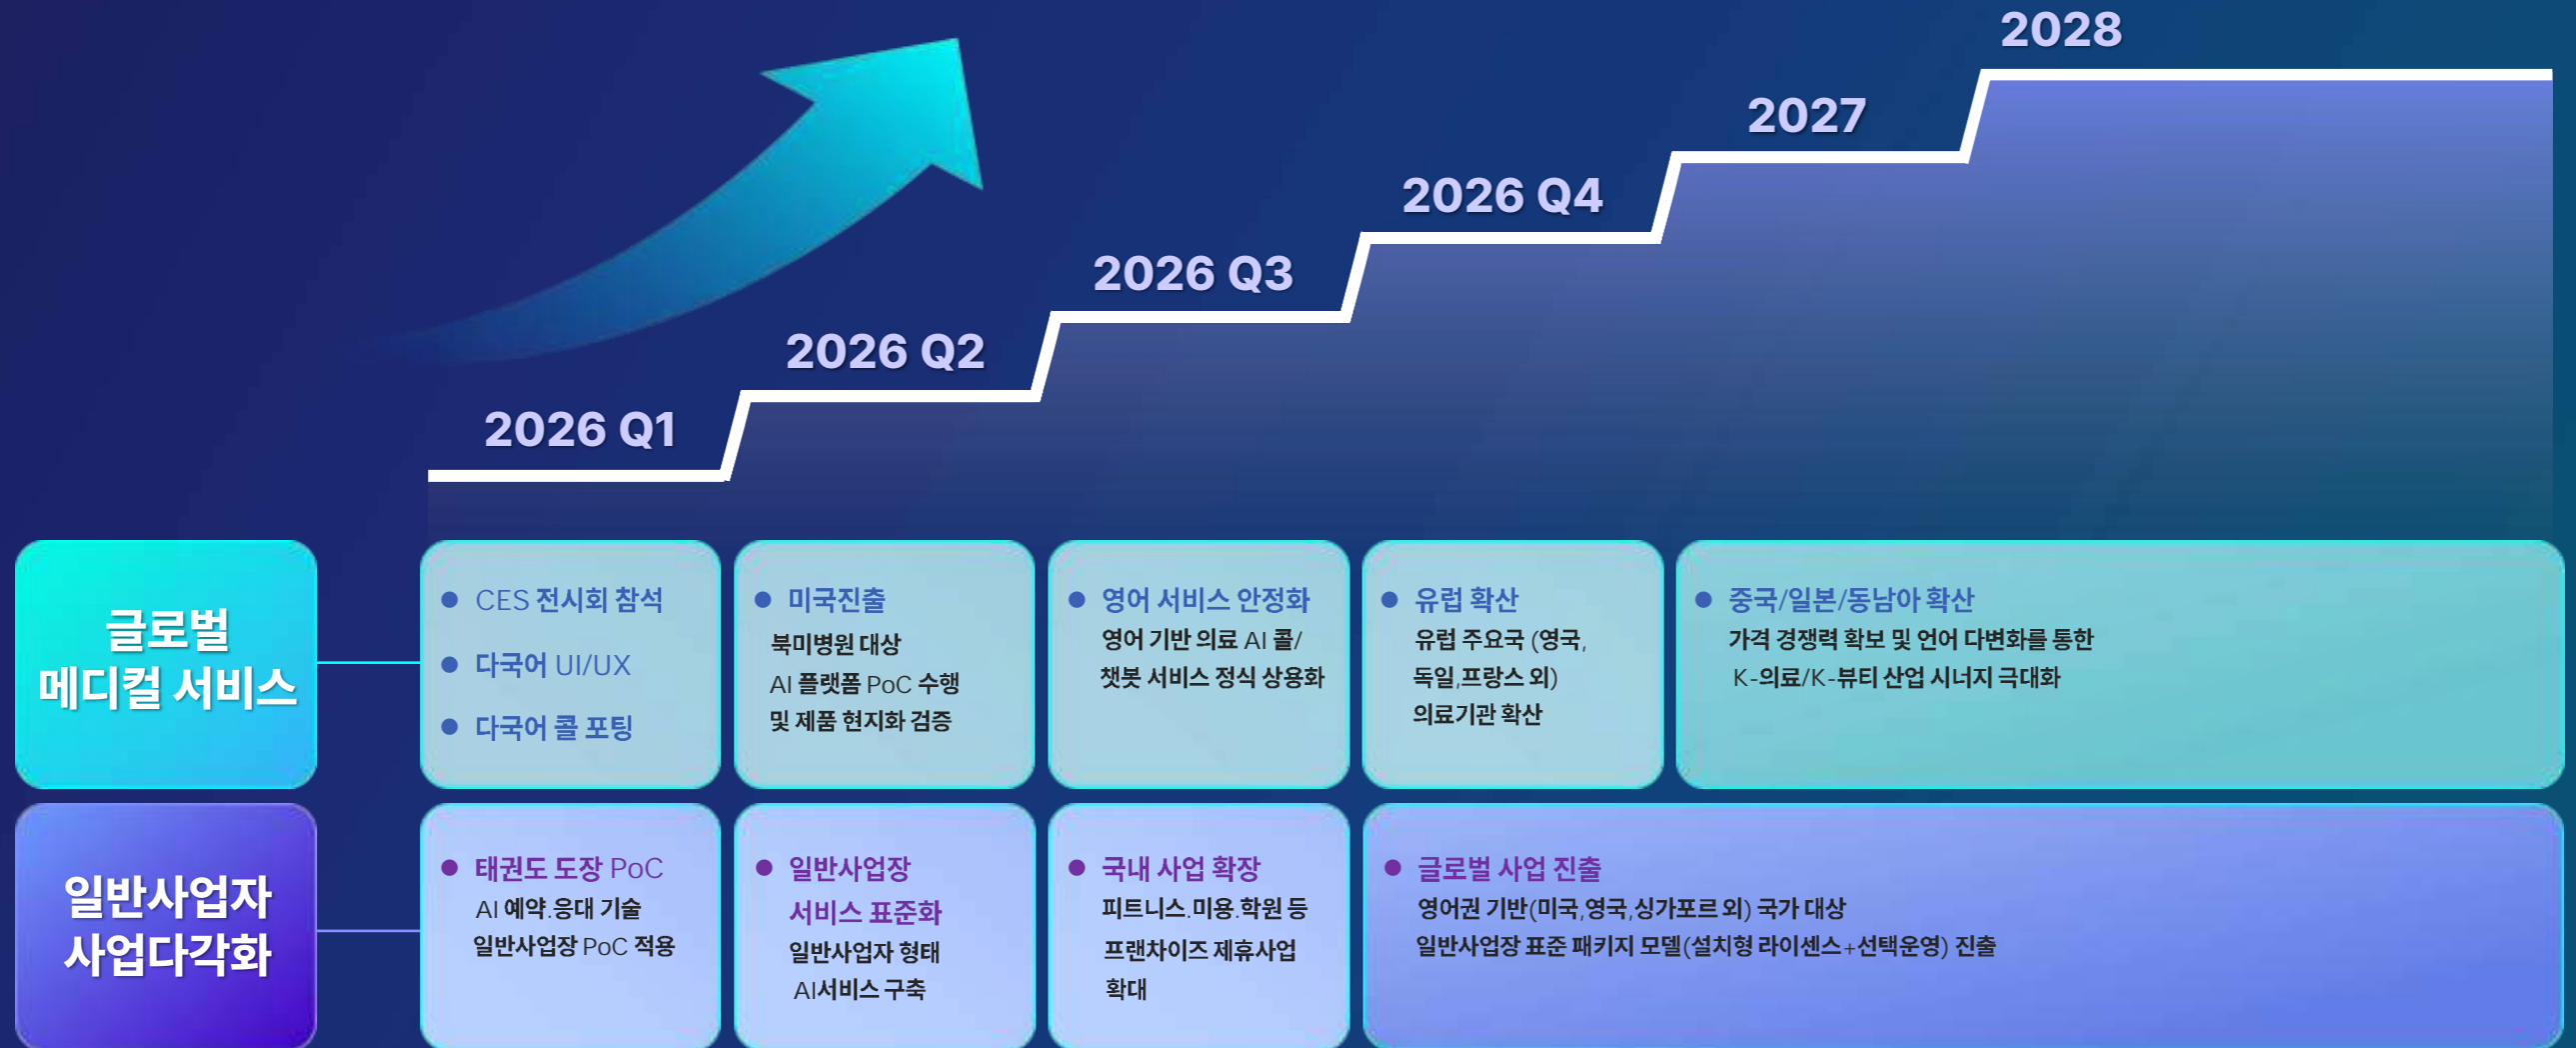 2028
2027
2026 Q4
2026 Q3
2026 Q2
2026 Q1
글로벌
메디컬 서비스
CES 전시회 참석
다국어 UI/UX
다국어 콜 포팅
미국진출
북미병원 대상
AI 플랫폼 PoC 수행
및 제품 현지화 검증
영어 서비스 안정화
영어 기반 의료 AI 콜/
챗봇 서비스 정식 상용화
유럽 확산
유럽 주요국 (영국,
독일,프랑스 외)
의료기관 확산
중국/일본/동남아 확산
가격 경쟁력 확보 및 언어 다변화를 통한
K-의료/K-뷰티 산업 시너지 극대화
일반사업자
사업다각화
태권도 도장 PoC
AI 예약.응대 기술
일반사업장 PoC 적용
일반사업장
서비스 표준화
일반사업자 형태
AI서비스 구축
국내 사업 확장
피트니스.미용.학원 등
프랜차이즈 제휴사업
확대
글로벌 사업 진출
영어권 기반(미국,영국,싱가포르 외) 국가 대상
일반사업장 표준 패키지 모델(설치형 라이센스+선택운영) 진출